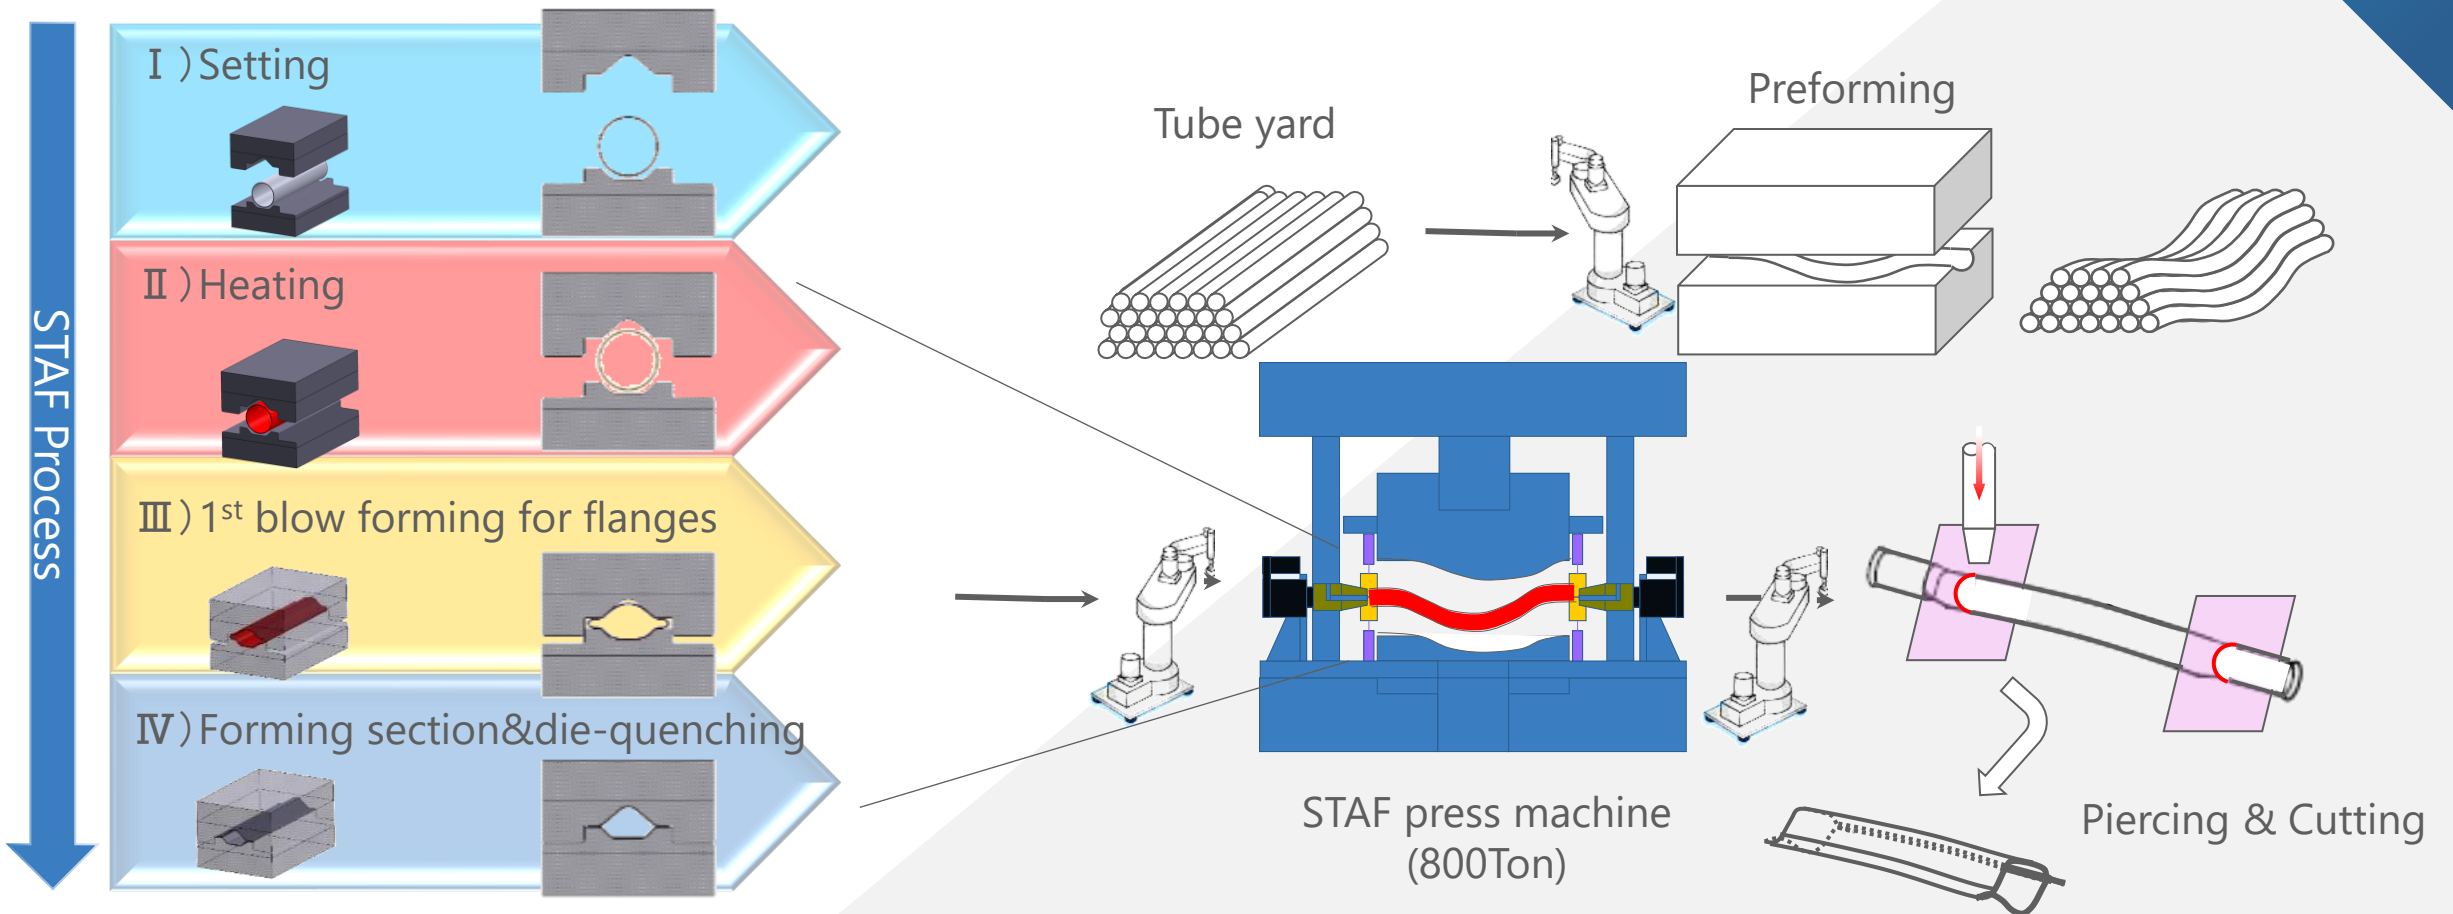 STAF Process
Ⅰ）Setting
Ⅱ）Heating
Ⅲ）1st blow forming for flanges
Ⅳ）Forming section&die-quenching
Tube yard
Preforming
STAF press machine
(800Ton)
Piercing & Cutting